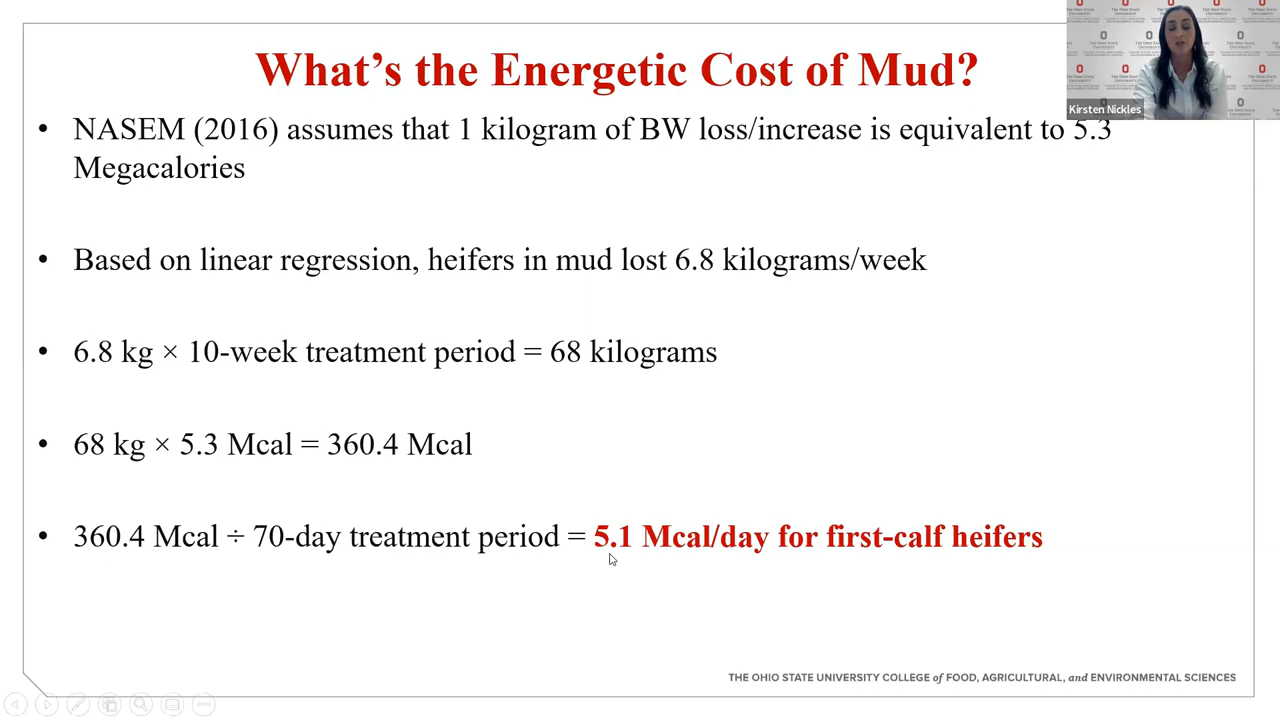 What's the Energetic Cost of Mud?
• NASEM (2016) assumes that 1 kilogram of BW loss/increase is equivalent to 5.3
Megacalories
• Based on linear regression, heifers in mud lost 6.8 kilograms/week
• 6.8 kg × 10-week treatment period = 68 kilograms
• 68 kg × 5.3 Mcal = 360.4 Mcal
• 360.4 Mcal ÷ 70-day treatment period = 5.1 Mcal/day for first-calf heifers
Kirsten Nickles
THE OHIO STATE UNIVERSITY COLLEGE of FOOD, AGRICULTURAL, and ENVIRONMENTAL SCIENCES